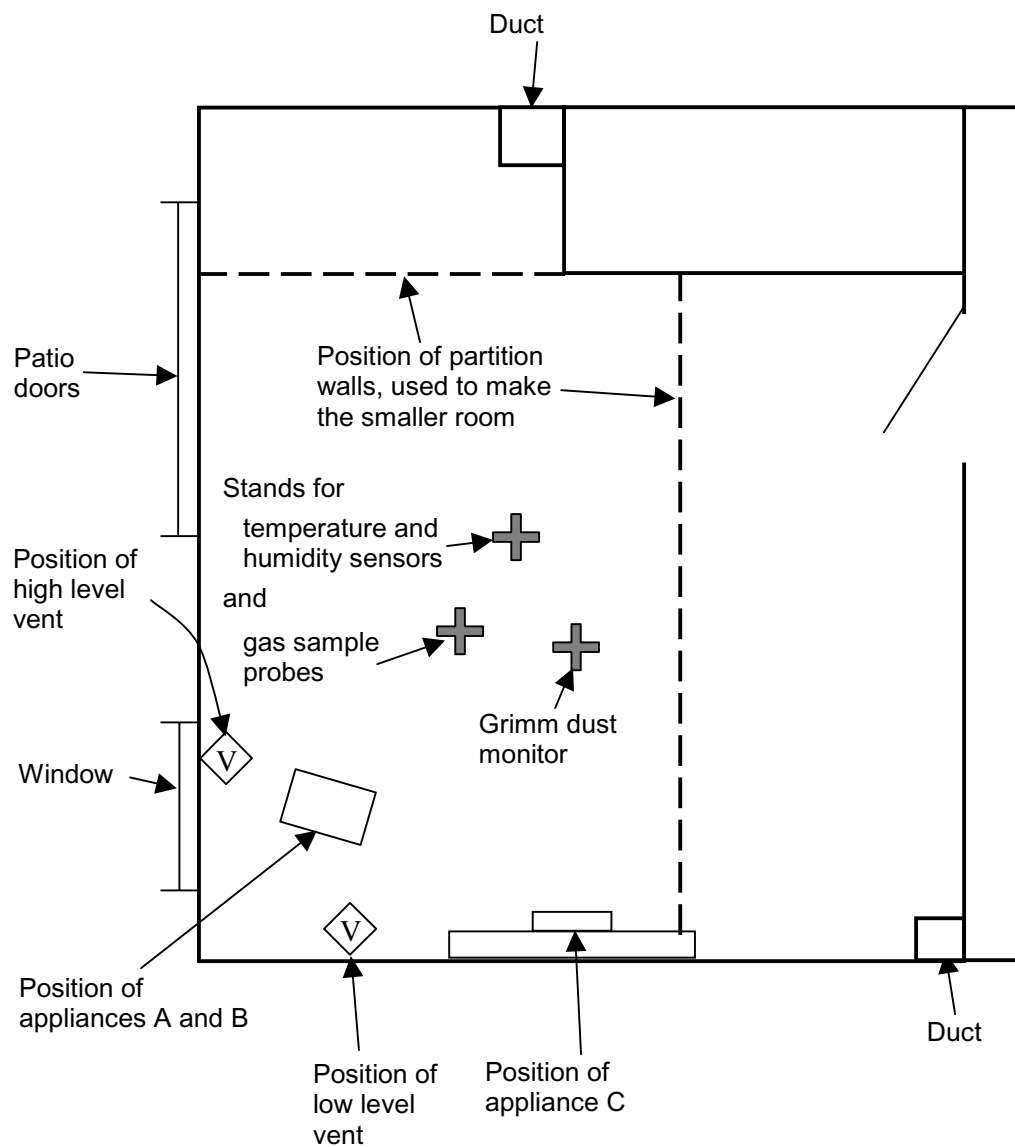 Duct
Patio
doors
Position of partition
walls, used to make
the smaller room
Stands for
temperature and
humidity sensors
and
gas sample
probes
Position of
high level
vent
Grimm dust
monitor
V
Window
V
Position of
appliances A and B
Position of
low level
vent
Position of
appliance C
Duct